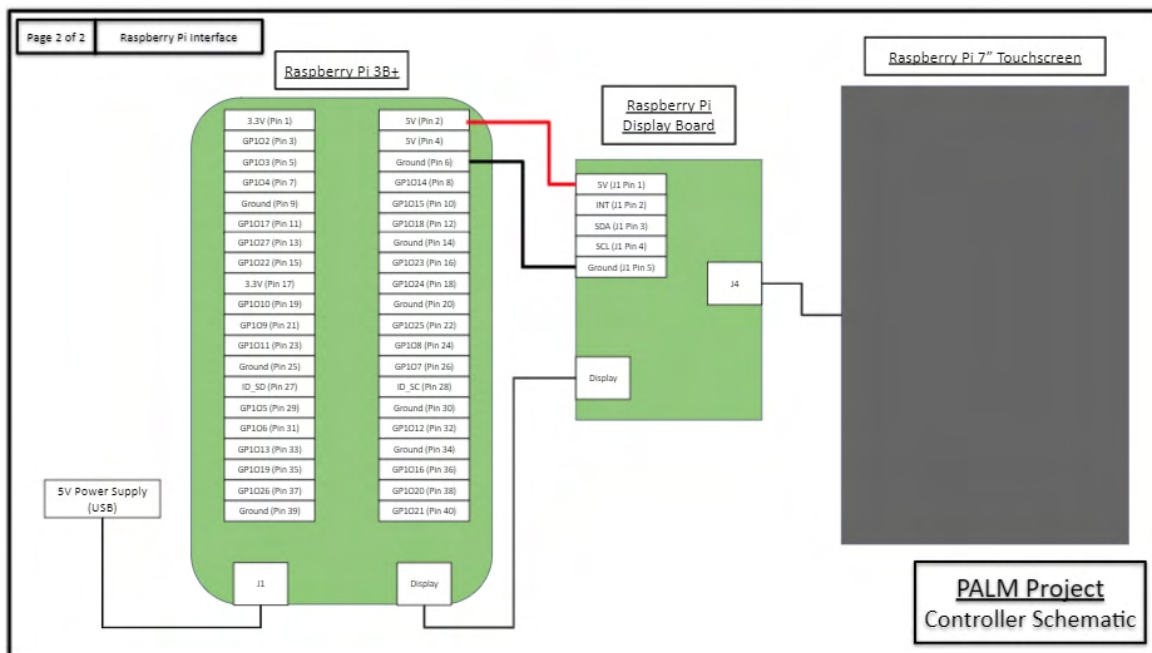 Page 2 of 2
Raspberry Pi Interface
Raspberry Pi 3B+
3.3V (Pin 1)
GP1O2 (Pin 3)
GP1O3 (Pin 5)
GP1O4 (Pin 7)
Ground (Pin 9)
GP1O17 (Pin 11)
GP1O27 (Pin 13)
GP1O22 (Pin 15)
3.3V (Pin 17)
GP1O10 (Pin 19)
GP1O9 (Pin 21)
GP1O11 (Pin 23)
Ground (Pin 25)
ID_SD (Pin 27)
GP1O5 (Pin 29)
GP1O6 (Pin 31)
GP1O13 (Pin 33)
GP1O19 (Pin 35)
GP1O26 (Pin 37)
Ground (Pin 39)
5V (Pin 2)
5V (Pin 4)
Ground (Pin 6)
GP1O14 (Pin 8)
GP1O15 (Pin 10)
GP1O18 (Pin 12)
Ground (Pin 14)
GP1O23 (Pin 16)
GP1O24 (Pin 18)
Ground (Pin 20)
GP1O25 (Pin 22)
GP1O8 (Pin 24)
GP1O7 (Pin 26)
ID_SC (Pin 28)
Ground (Pin 30)
GP1O12 (Pin 32)
Ground (Pin 34)
GP1O16 (Pin 36)
GP1O20 (Pin 38)
GP1O21 (Pin 40)
J1
Display
5V Power Supply
(USB)
Raspberry Pi
Display Board
5V (J1 Pin 1)
INT (J1 Pin 2)
SDA (J1 Pin 3)
SCL (J1 Pin 4)
Ground (J1 Pin 5)
J4
Display
Raspberry Pi 7” Touchscreen
PALM Project
Controller Schematic